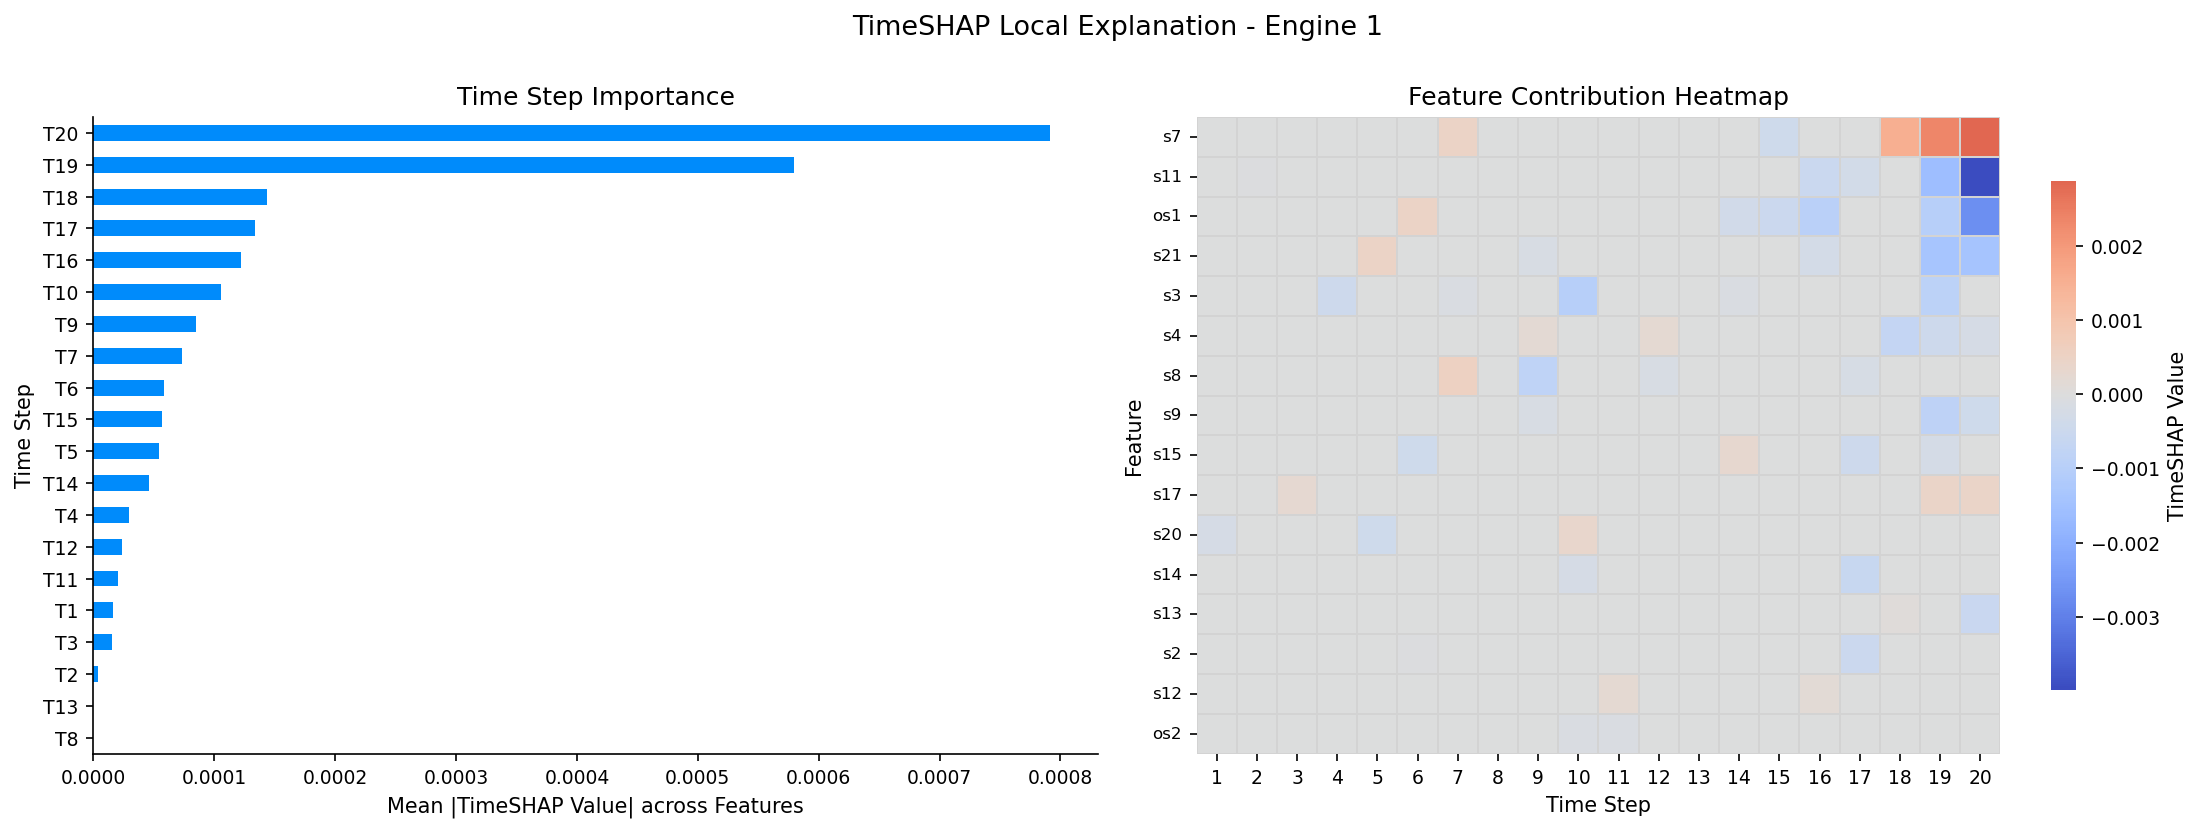 TimeSHAP Local Explanation - Engine 1
Time Step Importance
Time Step
T20
T19
T18
T17
T16
T10
T9
T7
T6
T15
T5
T14
T4
T12
T11
T1
T3
T2
T13
T8
0.0000 0.0001 0.0002 0.0003 0.0004 0.0005 0.0006 0.0007 0.0008
Mean |TimeSHAP Value| across Features
Feature Contribution Heatmap
Feature
s7
s11
os1
s21
s3
s4
s8
s9
s15
s17
s20
s14
s13
s2
s12
os2
1 2 3 4 5 6 7 8 9 10 11 12 13 14 15 16 17 18 19 20
Time Step
0.002
0.001
0.000
−0.001
−0.002
−0.003
TimeSHAP Value